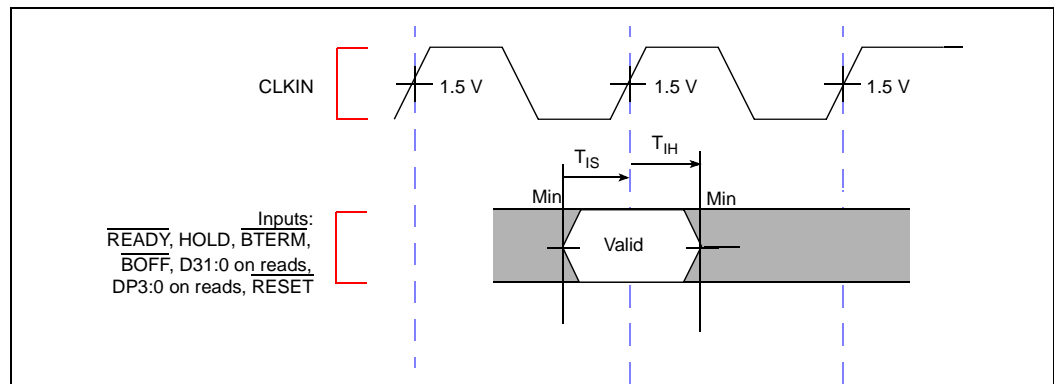 CLKIN
1.5 V
1.5 V
1.5 V
TIS
TIH
Min
Min
Inputs:
READY, HOLD, BTERM,
BOFF, D31:0 on reads,
DP3:0 on reads, RESET
Valid